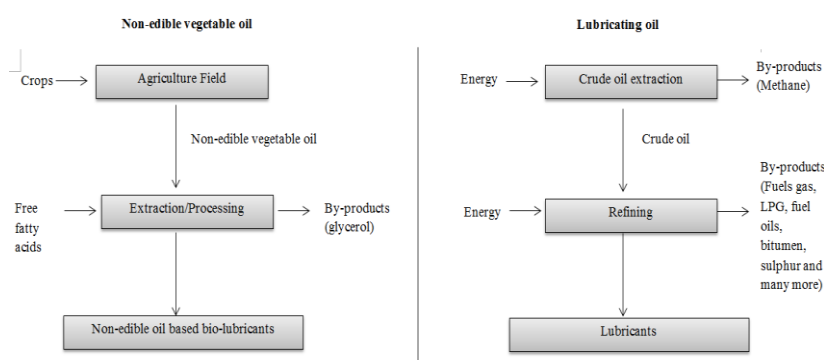 Non-edible vegetable oil
Crops
Agriculture Field
Non-edible vegetable oil
Free
fatty
acids
Extraction/Processing
By-products
(glycerol)
Non-edible oil based bio-lubricants
Lubricating oil
Energy
Crude oil extraction
By-products
(Methane)
Crude oil
Energy
Refining
By-products
(Fuels gas,
LPG, fuel
oils,
bitumen,
sulphur and
many more)
Lubricants